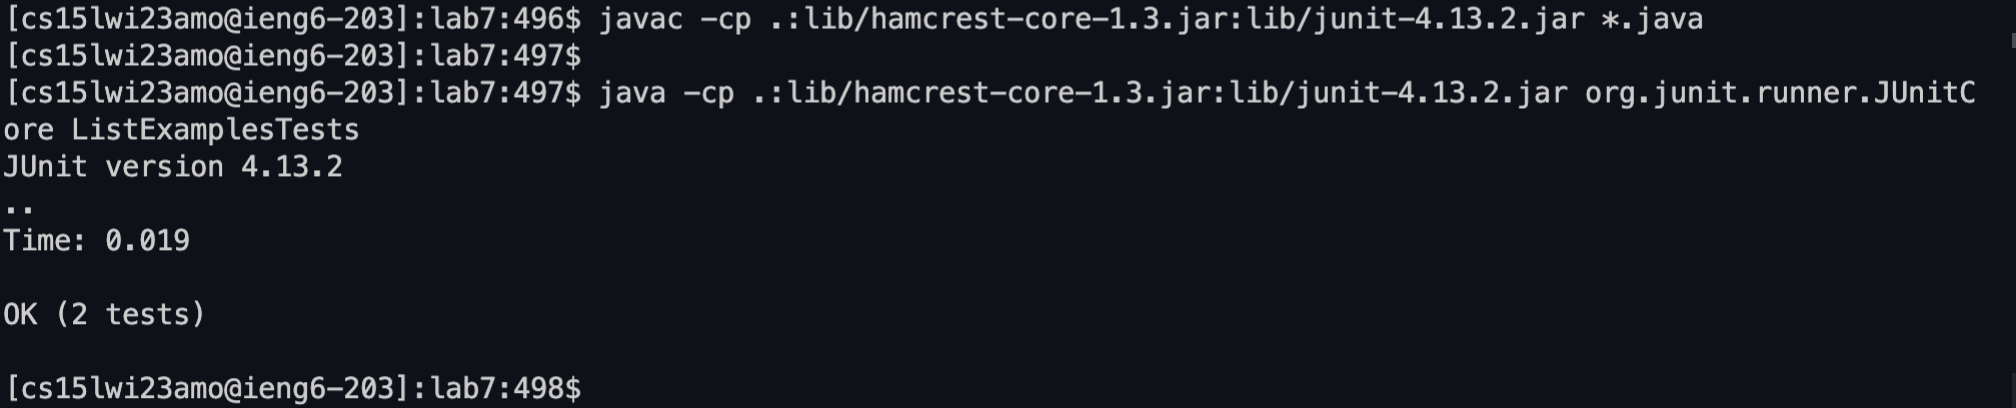 [cs15lwi23amo@ieng6-203]:lab7:496$ javac -cp .:lib/hamcrest-core-1.3.jar:lib/junit-4.13.2.jar *.java
[cs15lwi23amo@ieng6-203]:lab7:497$
[cs15lwi23amo@ieng6-203]:lab7:497$ java -cp .:lib/hamcrest-core-1.3.jar:lib/junit-4.13.2.jar org.junit.runner.JUnitC
ore ListExamplesTests
JUnit version 4.13.2
..
Time: 0.019
OK (2 tests)
[cs15lwi23amo@ieng6-203]:lab7:498$